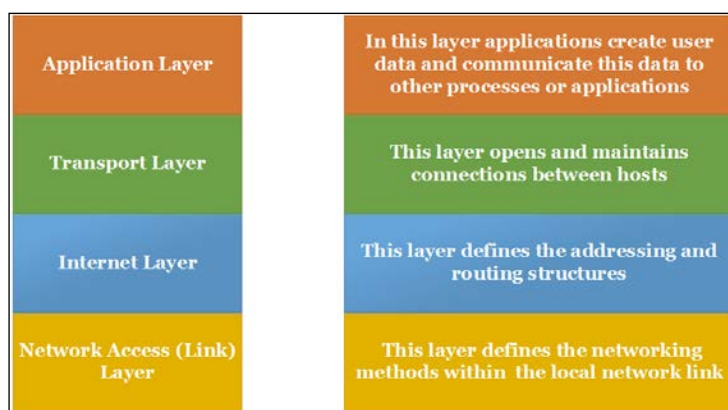 Application Layer
In this layer applications create user
data and communicate this data to
other processes or applications
Transport Layer
This layer opens and maintains
connections between hosts
Internet Layer
This layer defines the addressing and
routing structures
Network Access (Link)
Layer
This layer defines the networking
methods within the local network link